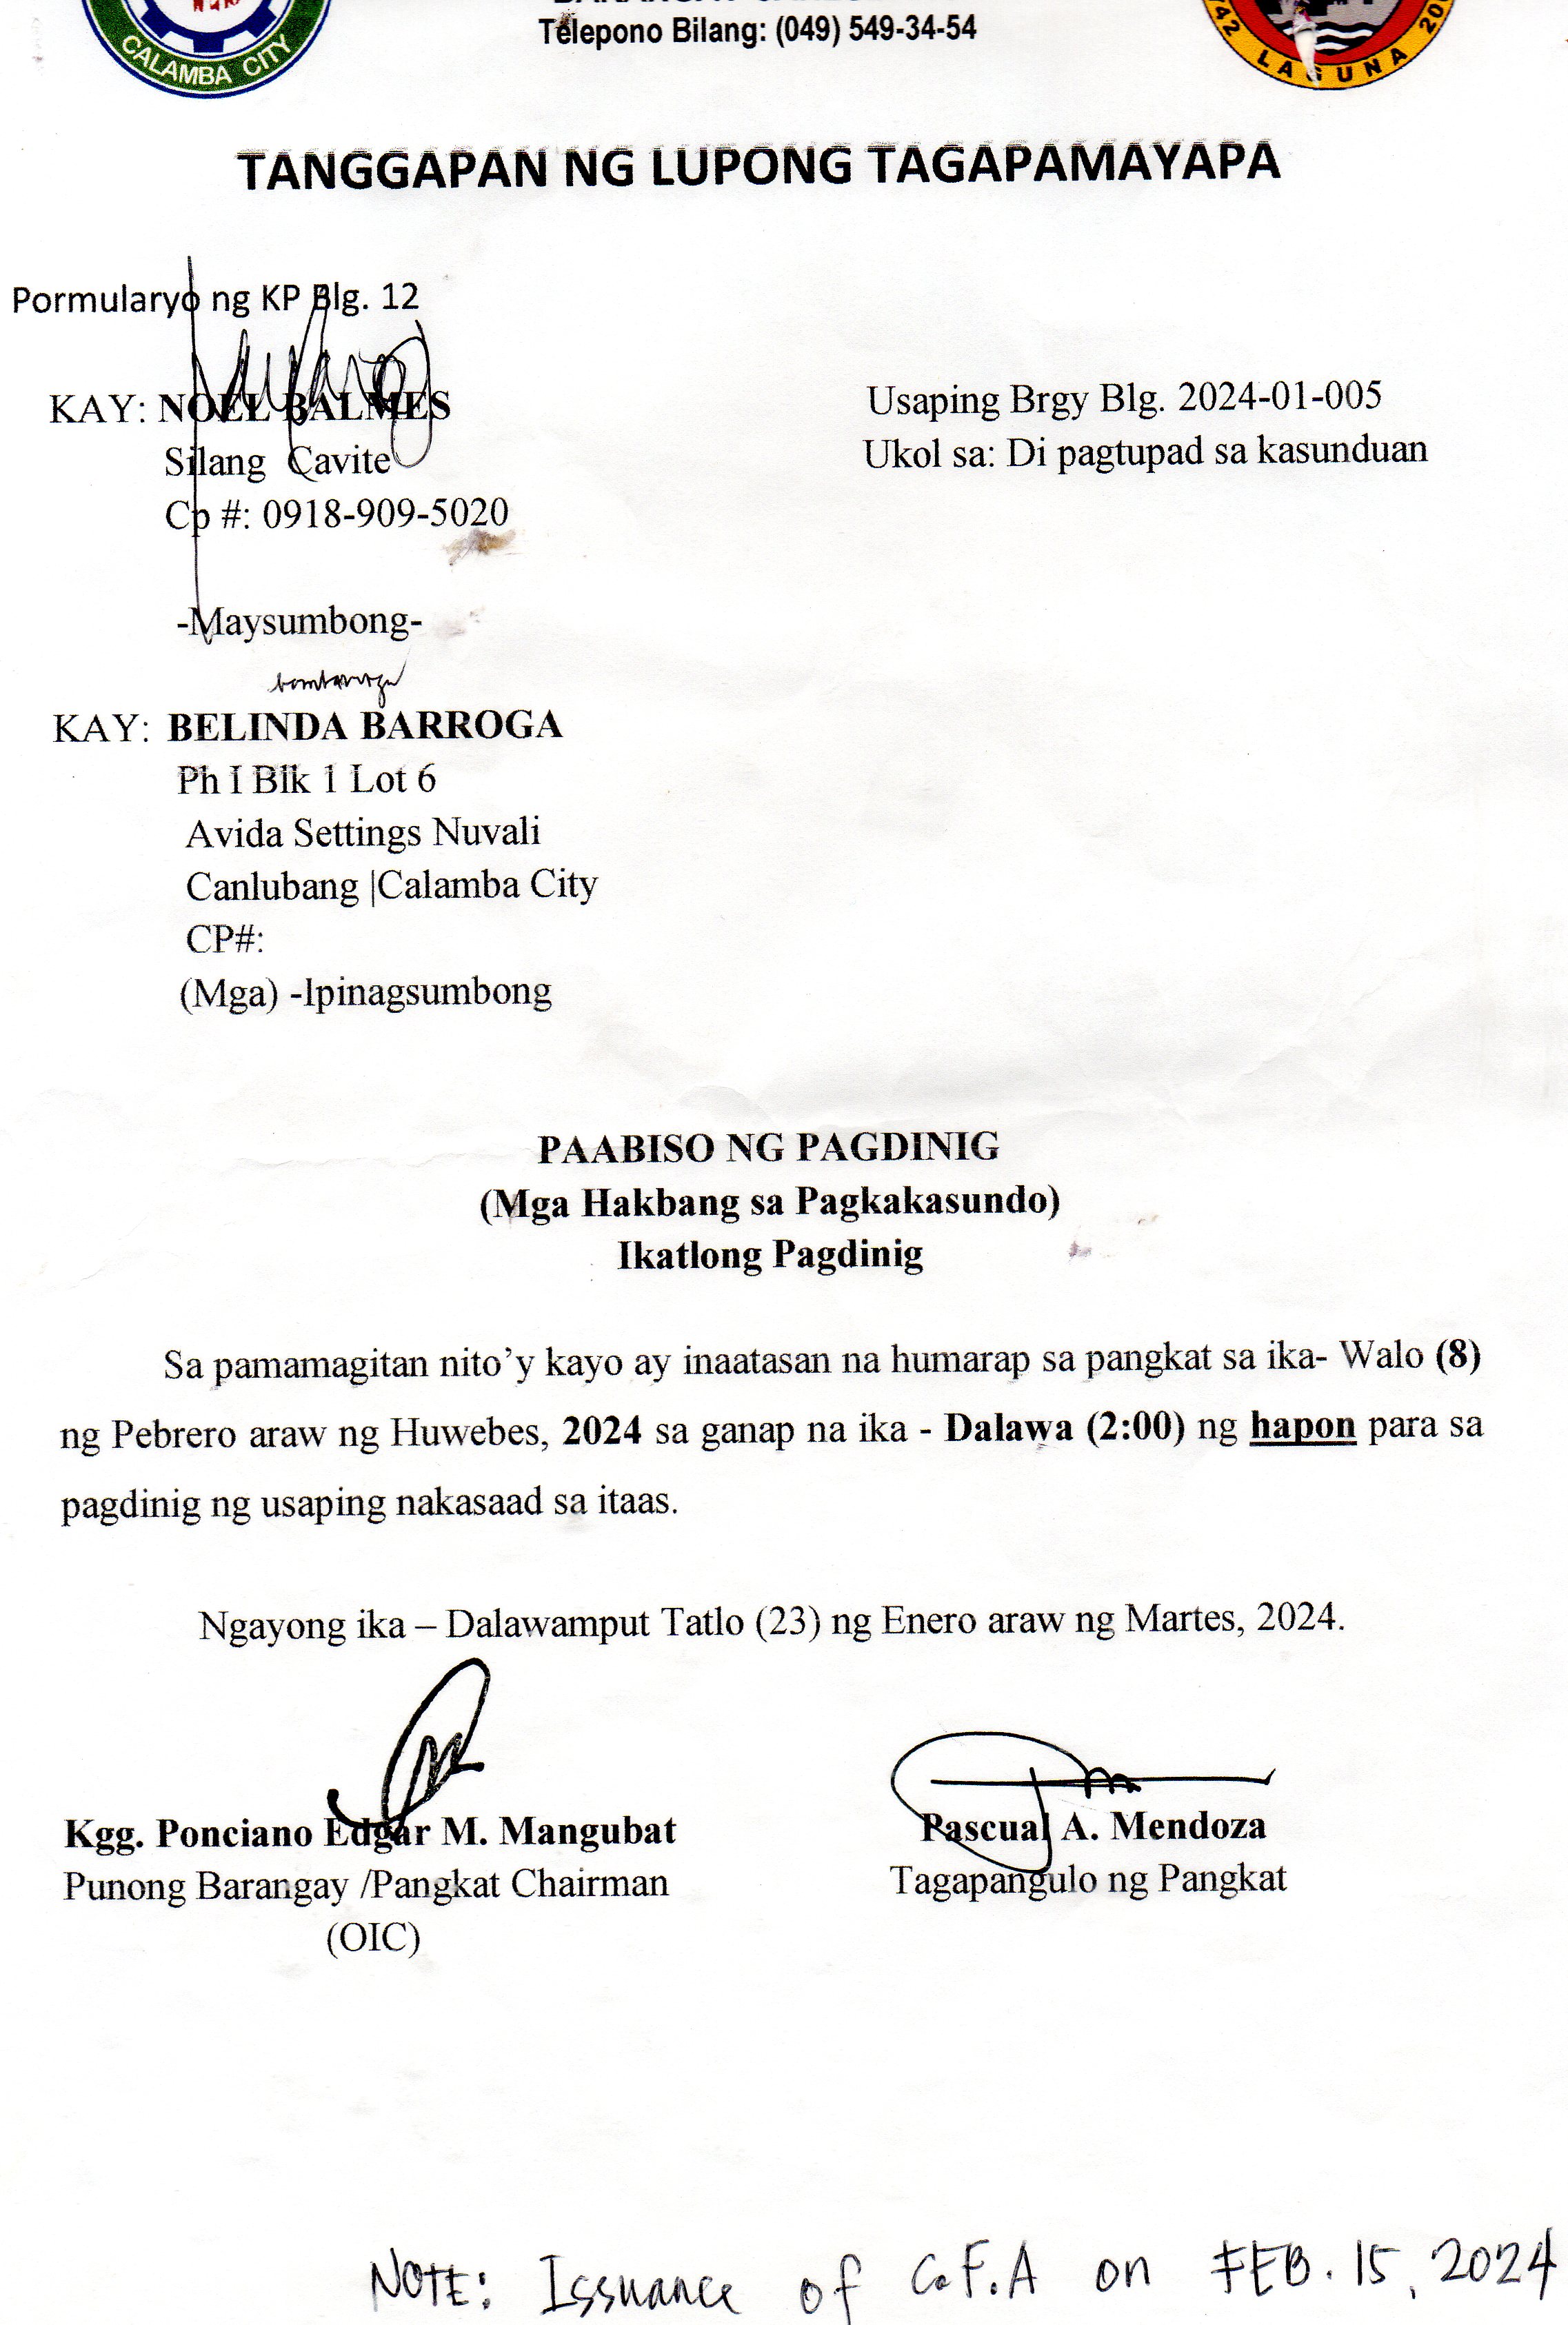 CALAMBA CITY
Telepono Bilang: (049) 549-34-54
LAGUNA
TANGGAPAN NG LUPONG TAGAPAMAYAPA
Pormularyo ng KP Blg. 12
KAY: NOEL BALMES
Silang Cavite
Cp #: 0918-909-5020
-Maysumbong-
Usaping Brgy Blg. 2024-01-005
Ukol sa: Di pagtupad sa kasunduan
KAY: BELINDA BARROGA
Ph I Blk 1 Lot 6
Avida Settings Nuvali
Canlubang |Calamba City
CP#:
(Mga) -Ipinagsumbong
PAABISO NG PAGDINIG
(Mga Hakbang sa Pagkakasundo)
Ikatlong Pagdinig
Sa pamamagitan nito’y kayo ay inaatasan na humarap sa pangkat sa ika- Walo (8)
ng Pebrero araw ng Huwebes, 2024 sa ganap na ika - Dalawa (2:00) ng hapon para sa
pagdinig ng usaping nakasaad sa itaas.
Ngayong ika – Dalawamput Tatlo (23) ng Enero araw ng Martes, 2024.
Kgg. Ponciano Edgar M. Mangubat
Punong Barangay /Pangkat Chairman
(OIC)
Pascual A. Mendoza
Tagapangulo ng Pangkat
NOTE: Issuance of C.F.A on FEB. 15, 2024